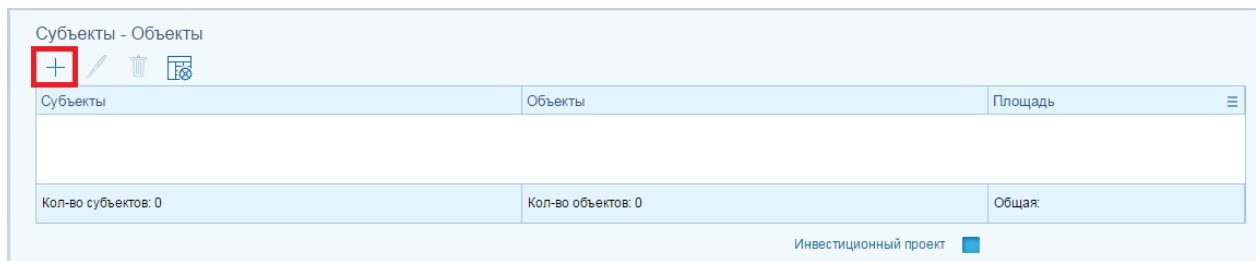 Субъекты - Объекты
Субъекты Объекты Площадь
Кол-во субъектов: 0 Кол-во объектов: 0 Общая:
Инвестиционный проект